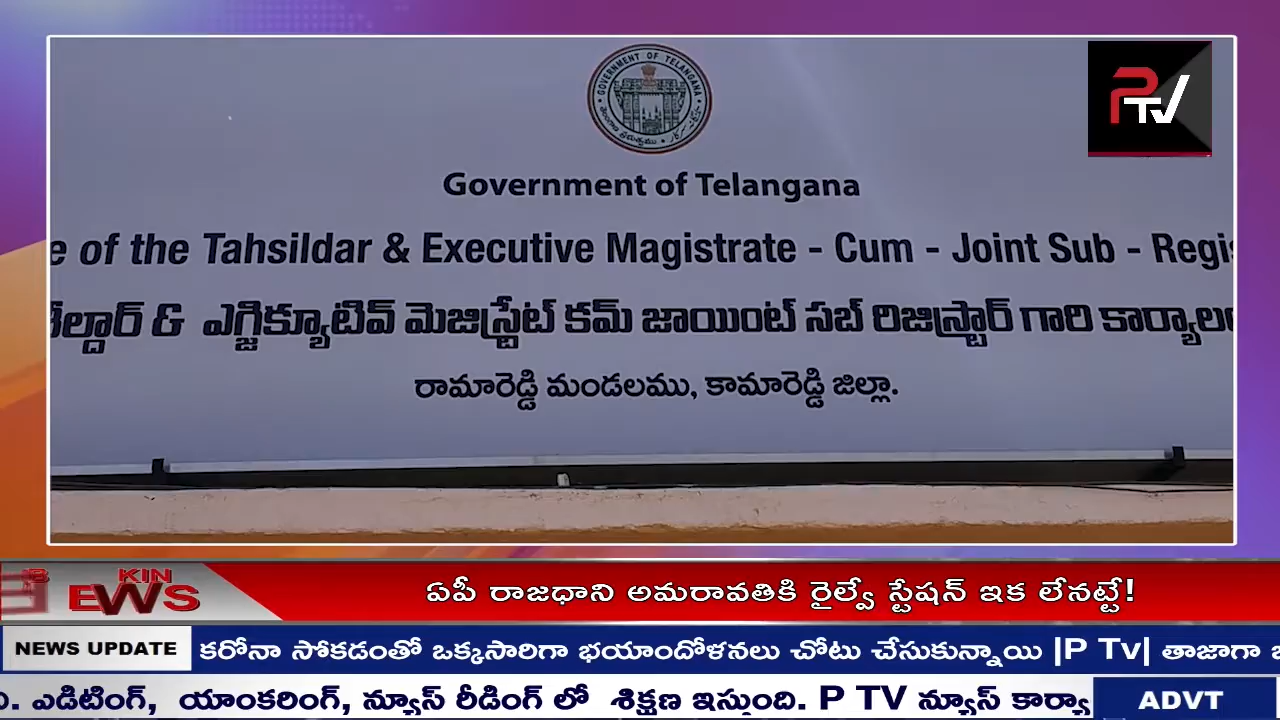 GOVERNMENT OF TELANGANA
PTV
Government of Telangana
e of the Tahsildar & Executive Magistrate - Cum - Joint Sub - Regis
శీల్దార్ & ఎగ్జిక్యూటివ్ మెజిస్ట్రేట్ కమ్ జాయింట్ సబ్ రిజిస్ట్రార్ గారి కార్యాల
రామారెడ్డి మండలము, కామారెడ్డి జిల్లా.
KIN
EWS
ఏపీ రాజధాని అమరావతికి రైల్వే స్టేషన్ ఇక లేనట్టే!
NEWS UPDATE కరోనా సోకడంతో ఒక్కసారిగా భయాందోళనలు చోటు చేసుకున్నాయి |P Tv| తాజాగా
. ఎడిటింగ్, యాంకరింగ్, న్యూస్ రీడింగ్ లో శిక్షణ ఇస్తుంది. P TV న్యూస్ కార్యా ADVT